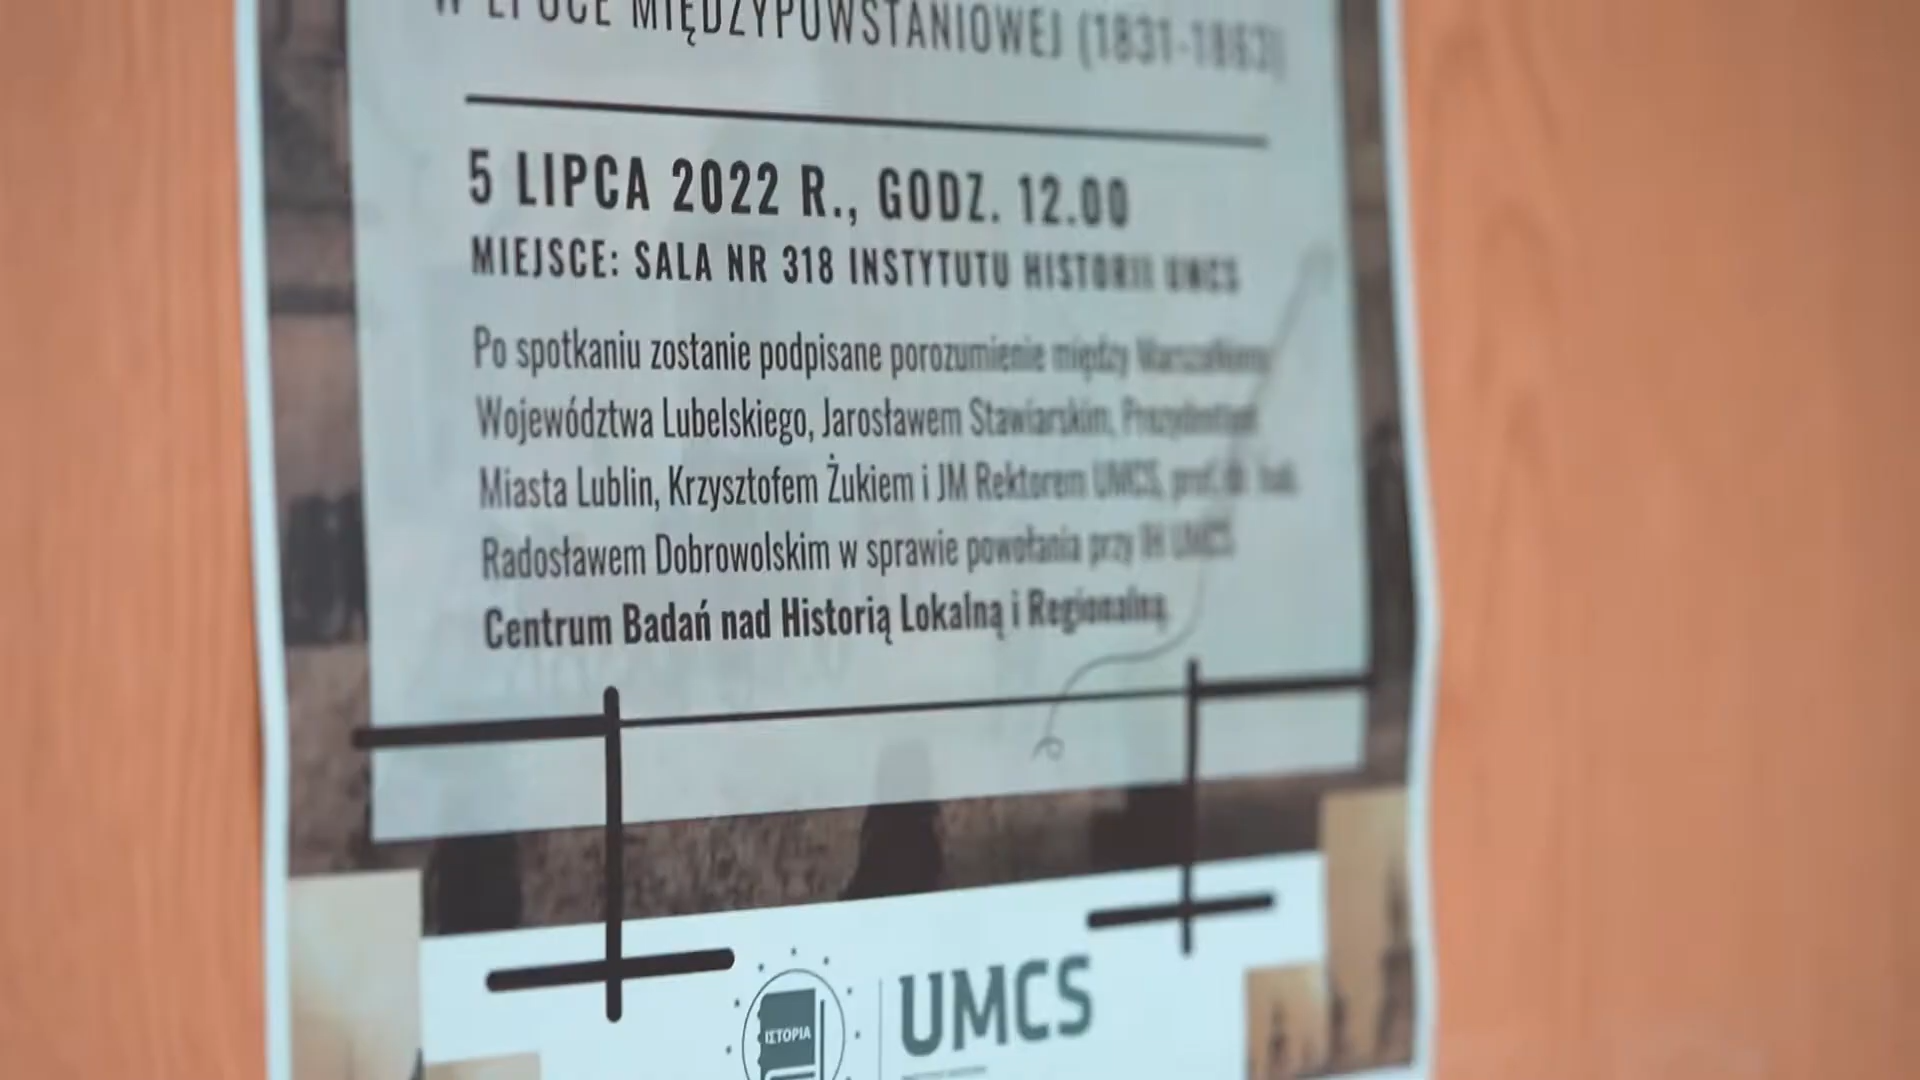 W EPOCE MIĘDZYPOWSTANIOWEJ (1831-1863)
5 LIPCA 2022 R., GODZ. 12.00
MIEJSCE: SALA NR 318 INSTYTUTU HISTORII UMCS
Po spotkaniu zostanie podpisane porozumienie między Marszałkiem
Województwa Lubelskiego, Jarosławem Stawiarskim, Prezydentem
Miasta Lublin, Krzysztofem Żukiem i JM Rektorem UMCS, prof. dr. hab.
Radosławem Dobrowolskim w sprawie powołania przy IH UMCS
Centrum Badań nad Historią Lokalną i Regionalną
ΙΣΤΟΡΙΑ
UMCS